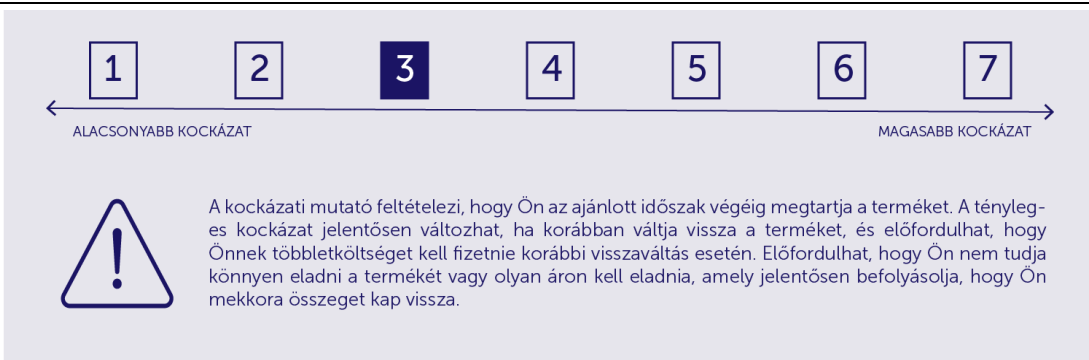 1 2 3 4 5 6 7
ALACSONYABB KOCKÁZAT MAGASABB KOCKÁZAT
A kockázati mutató feltételezi, hogy Ön az ajánlott időszak végéig megtartja a terméket. A tényleg-
es kockázat jelentősen változhat, ha korábban váltja vissza a terméket, és előfordulhat, hogy
Önnek többletköltséget kell fizetnie korábbi visszaváltás esetén. Előfordulhat, hogy Ön nem tudja
könnyen eladni a termékét vagy olyan áron kell eladnia, amely jelentősen befolyásolja, hogy Ön
mekkora összeget kap vissza.